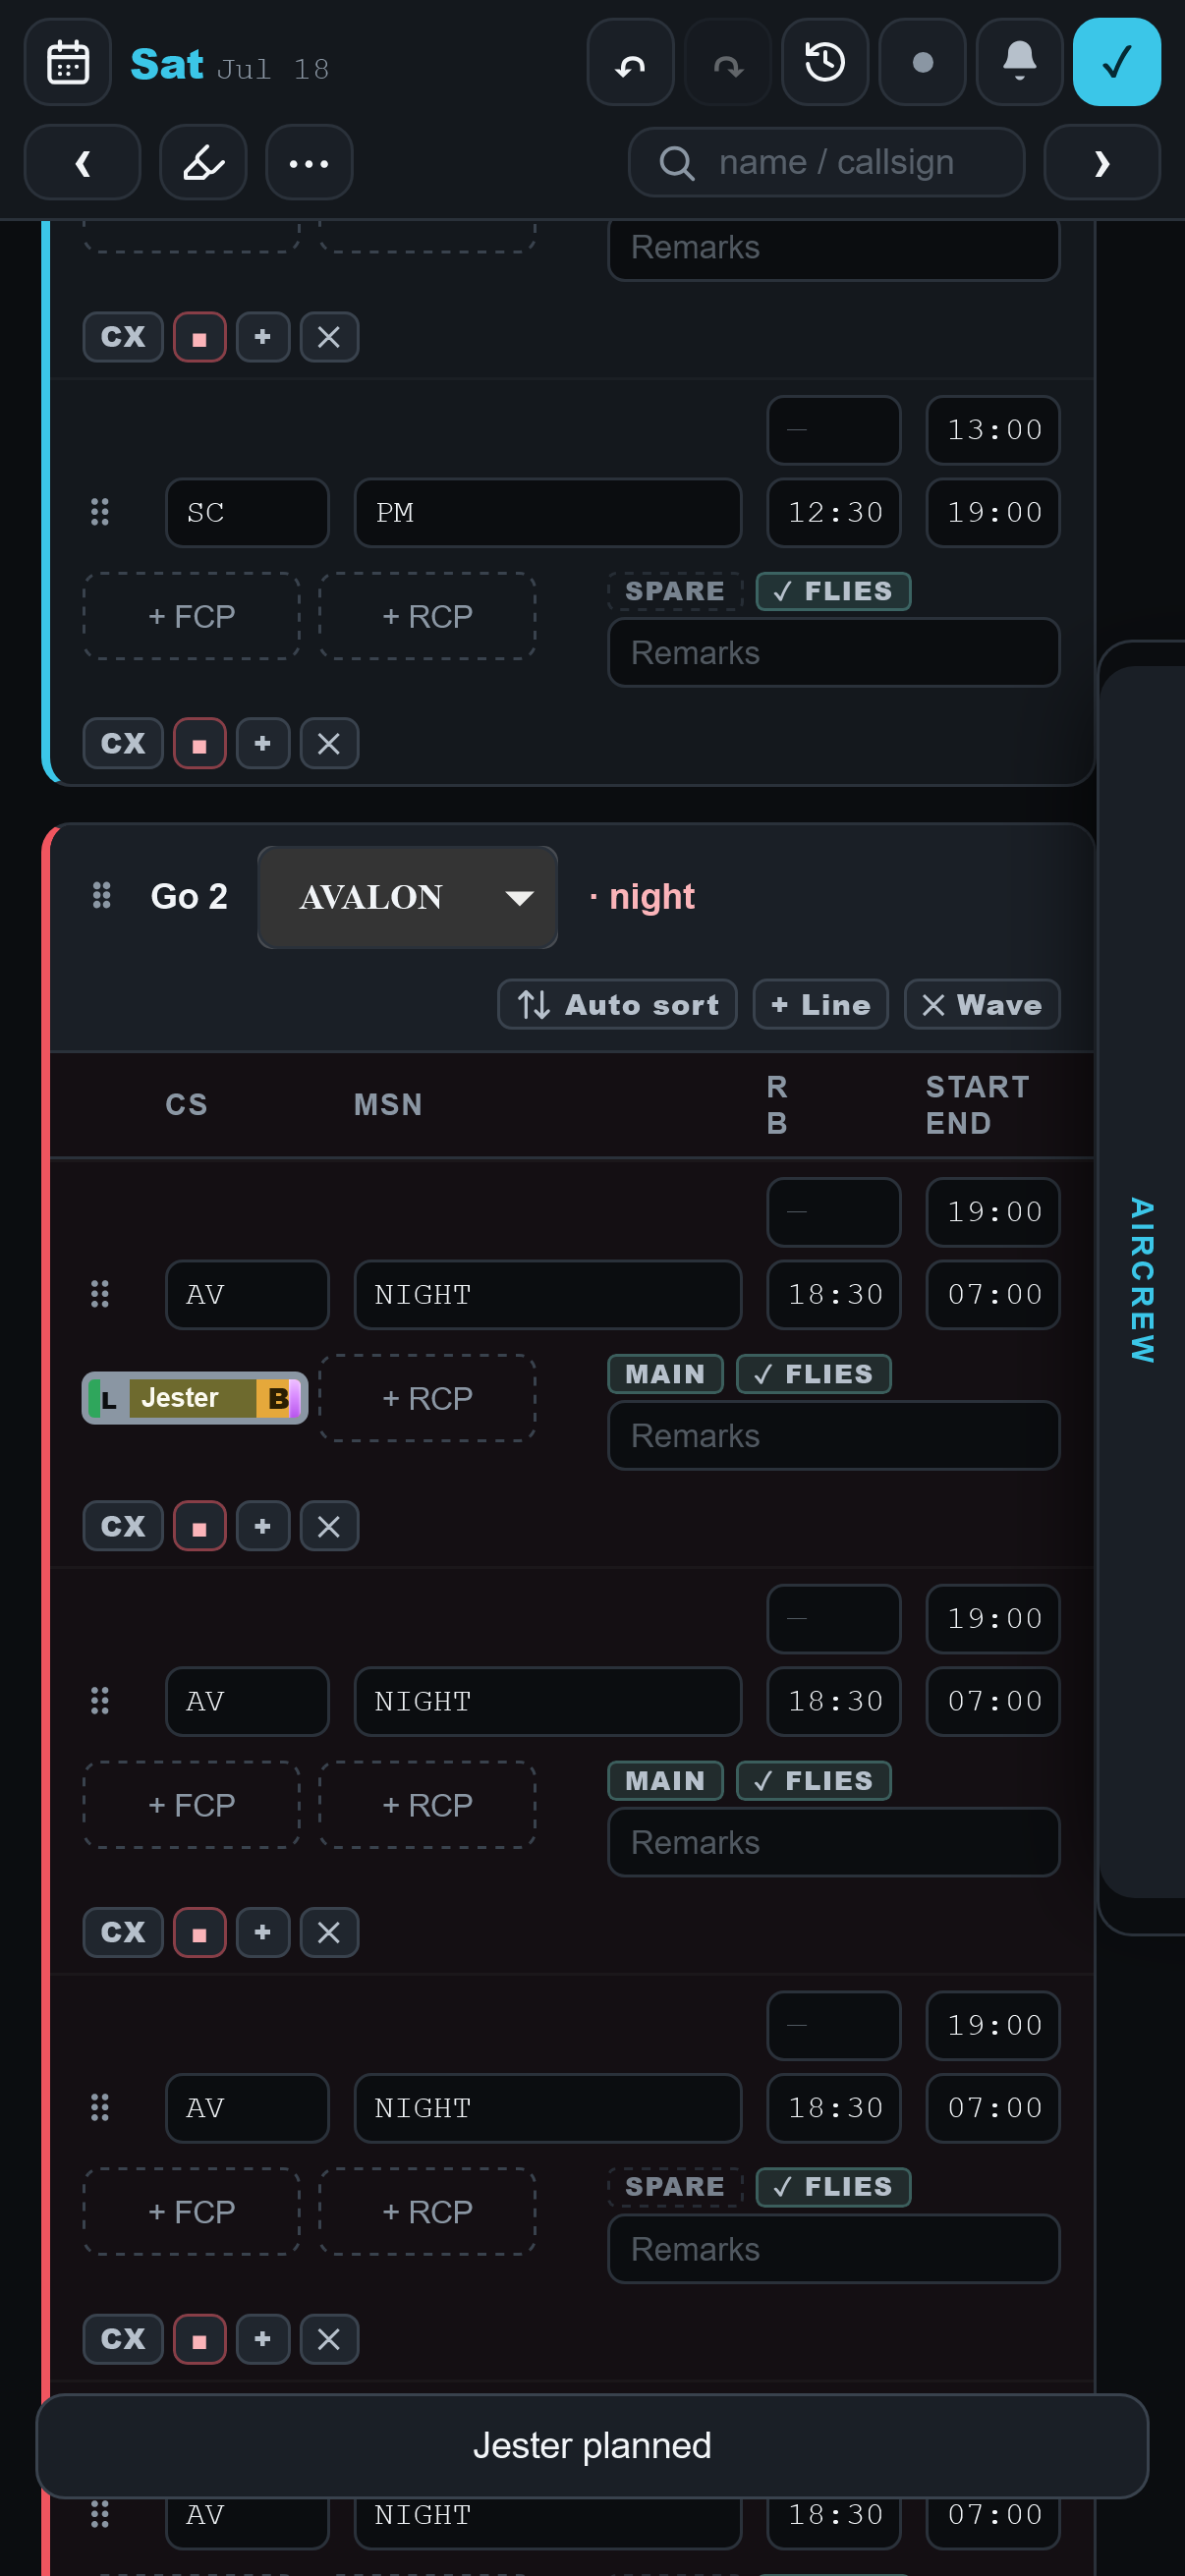 Sat Jul 18
name / callsign
Remarks
CX + ×
— 13:00
SC PM 12:30 19:00
+ FCP + RCP SPARE ✓ FLIES
Remarks
CX + ×
Go 2 AVALON · night
Auto sort + Line × Wave
CS MSN R START
B END
— 19:00
AV NIGHT 18:30 07:00
L Jester B + RCP MAIN ✓ FLIES
Remarks
CX + ×
— 19:00
AV NIGHT 18:30 07:00
+ FCP + RCP MAIN ✓ FLIES
Remarks
CX + ×
— 19:00
AV NIGHT 18:30 07:00
+ FCP + RCP SPARE ✓ FLIES
Remarks
CX + ×
Jester planned
AV NIGHT 18:30 07:00
AIRCREW